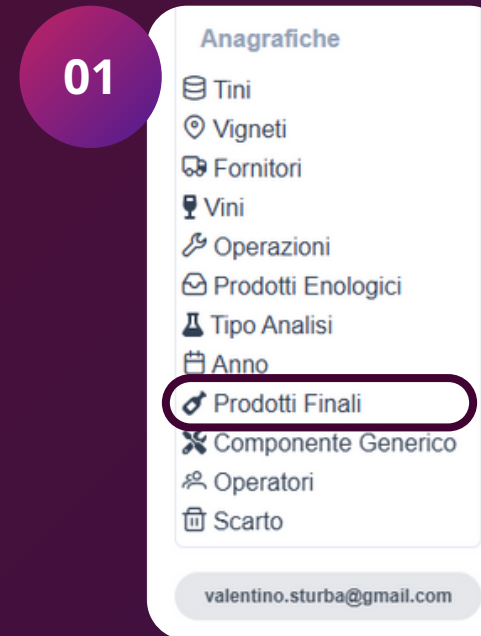 01
Anagrafiche
Tini
Vigneti
Fornitori
Vini
Operazioni
Prodotti Enologici
Tipo Analisi
Anno
Prodotti Finali
Componente Generico
Operatori
Scarto
valentino.sturba@gmail.com